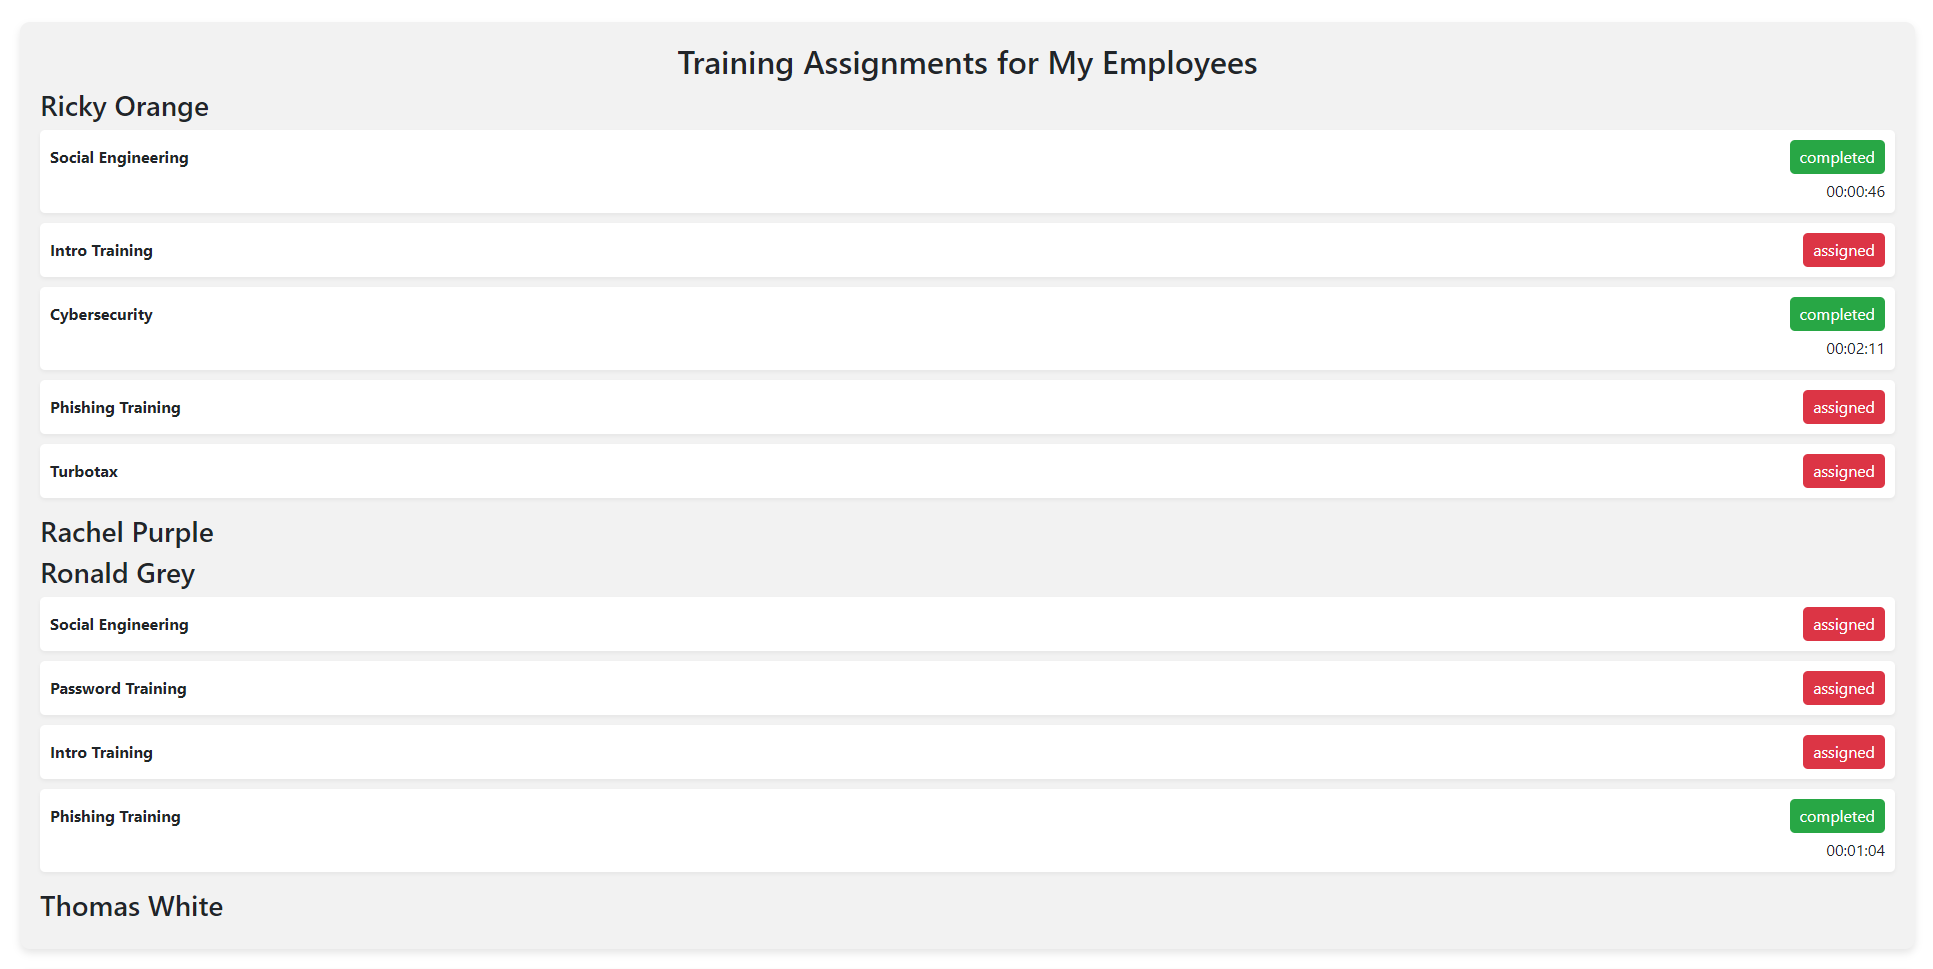 Training Assignments for My Employees
Ricky Orange
Social Engineering completed
00:00:46
Intro Training assigned
Cybersecurity completed
00:02:11
Phishing Training assigned
Turbotax assigned
Rachel Purple
Ronald Grey
Social Engineering assigned
Password Training assigned
Intro Training assigned
Phishing Training completed
00:01:04
Thomas White